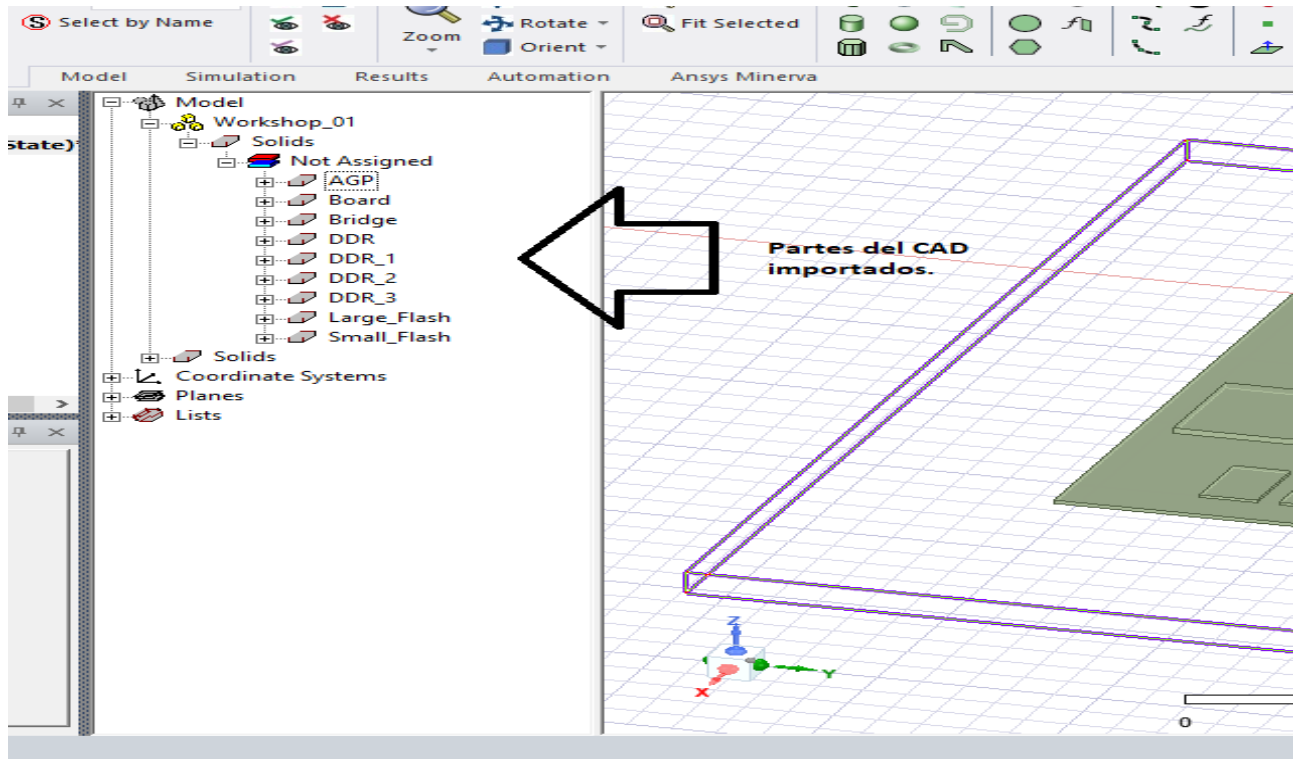 S Select by Name
Zoom
Rotate
Orient
Fit Selected
Model Simulation Results Automation Ansys Minerva
State)*
Model
Workshop_01
Solids
Not Assigned
AGP
Board
Bridge
DDR
DDR_1
DDR_2
DDR_3
Large_Flash
Small_Flash
Solids
Coordinate Systems
Planes
Lists
Partes del CAD
importados.
Z
Y
X
0